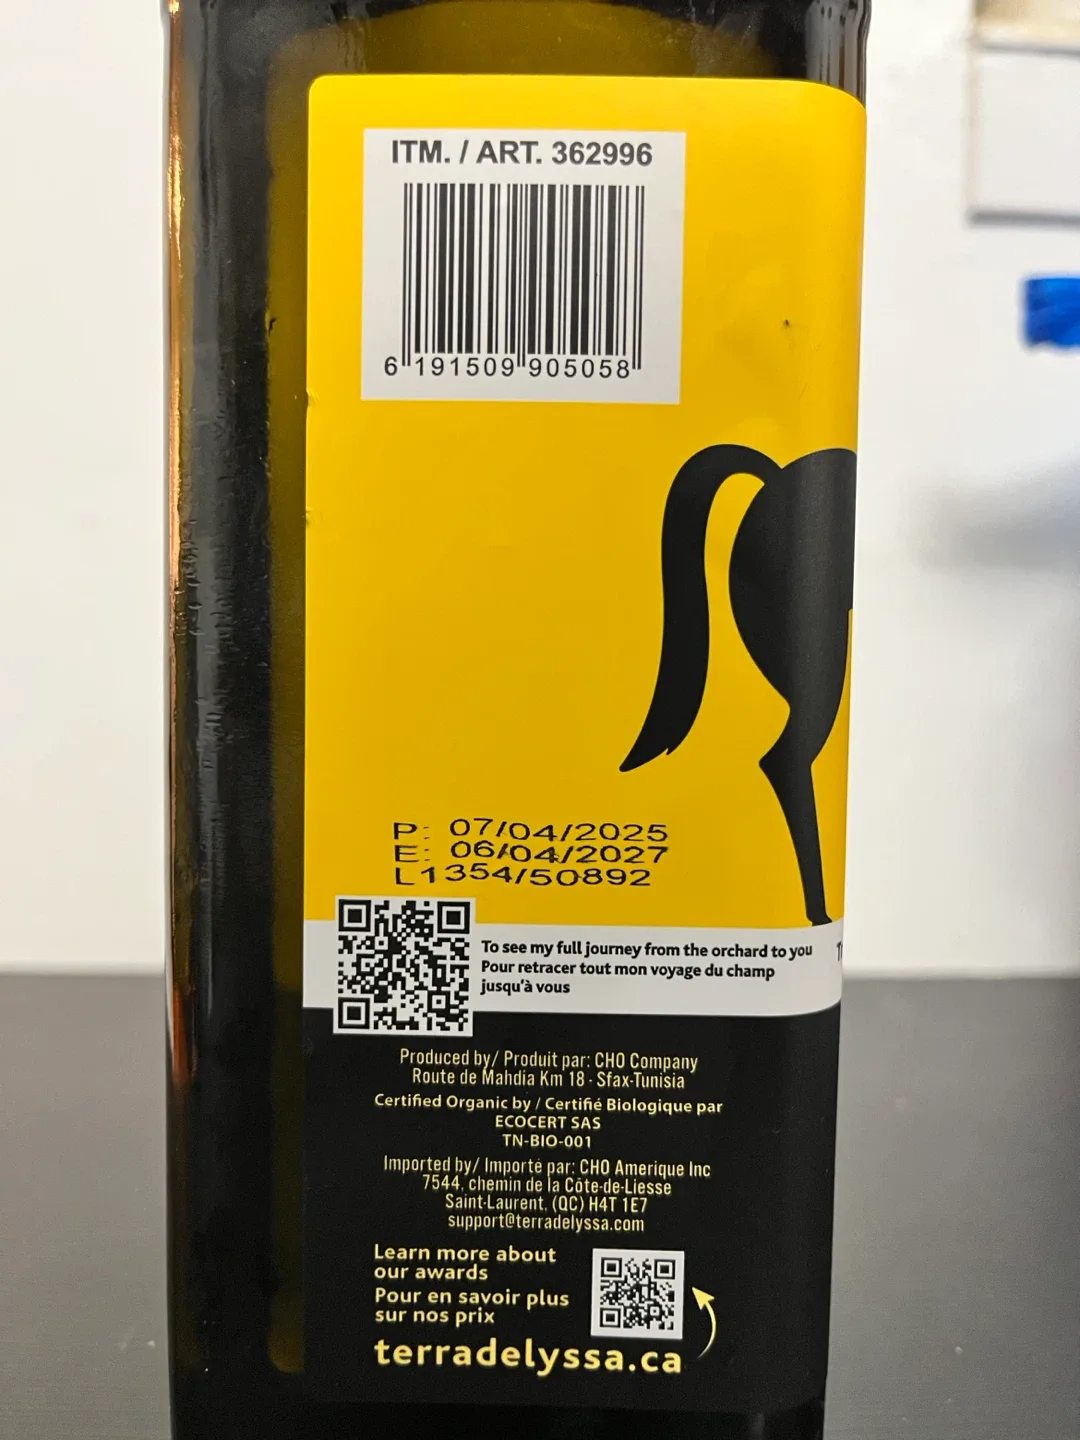 ITM. / ART. 362996
6 191509 905058
P: 07/04/2025
E: 06/04/2027
L1354/50892
To see my full journey from the orchard to you
Pour retracer tout mon voyage du champ
jusqu'à vous
Produced by/ Produit par: CHO Company
Route de Mahdia Km 18 - Sfax-Tunisia
Certified Organic by / Certifié Biologique par
ECOCERT SAS
TN-BIO-001
Imported by/ Importé par: CHO Amerique Inc
7544, chemin de la Côte-de-Liesse
Saint-Laurent, (QC) H4T 1E7
support@terradelyssa.com
Learn more about
our awards
Pour en savoir plus
sur nos prix
terradelyssa.ca